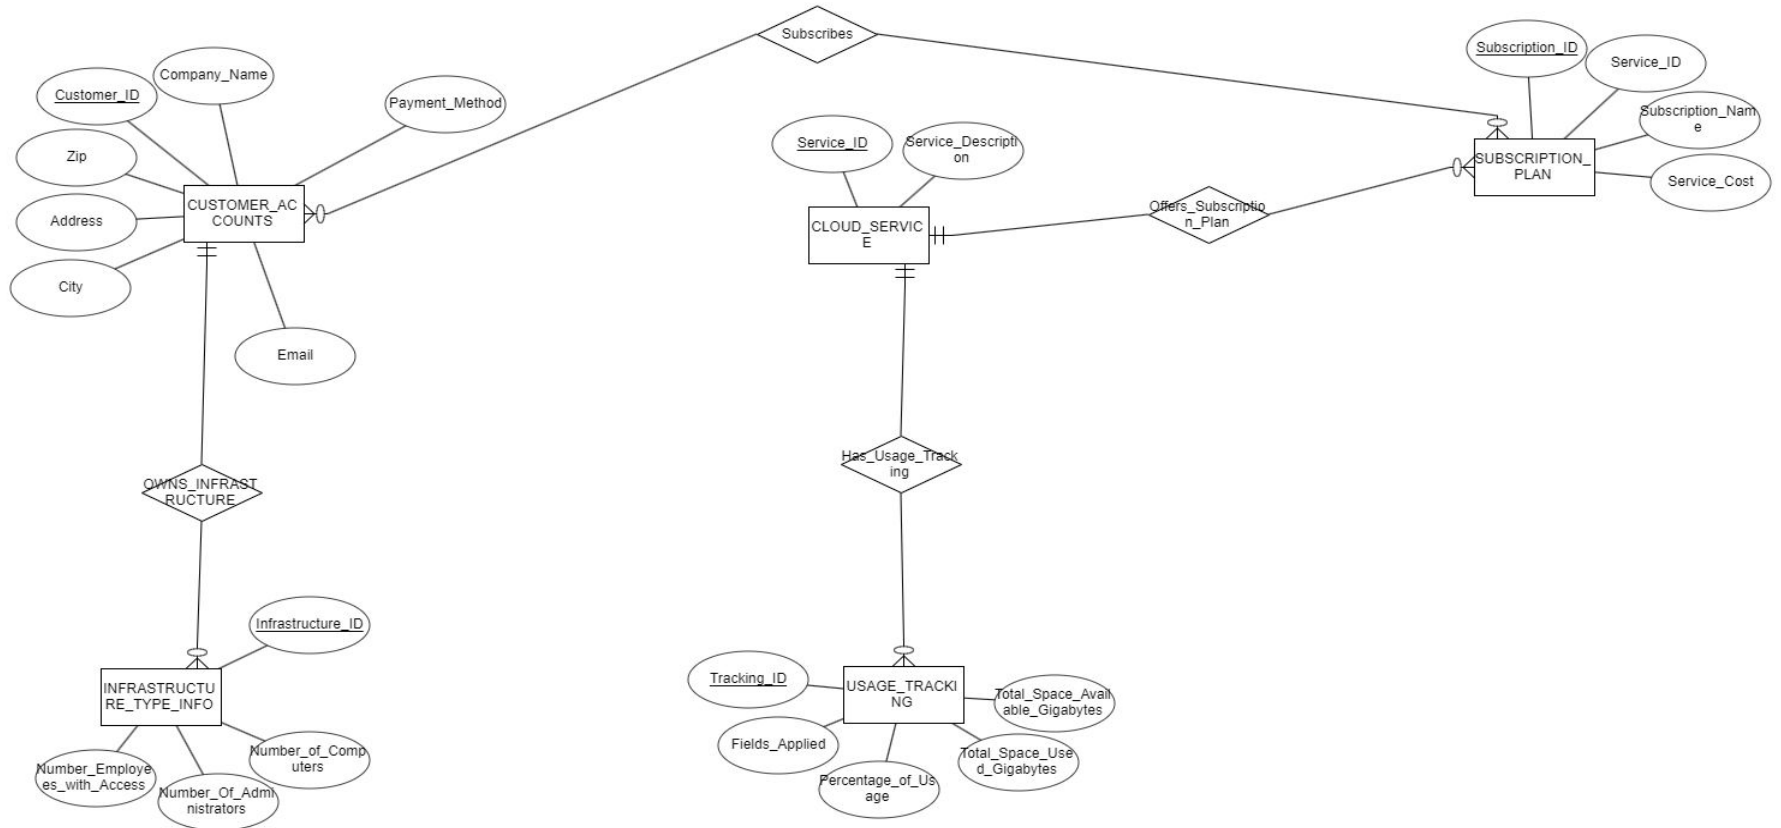 Subscribes
Subscription_ID
Service_ID
Subscription_Nam
e
Service_Cost
SUBSCRIPTION_
PLAN
Company_Name
Customer_ID
Payment_Method
Zip
Address
City
CUSTOMER_AC
COUNTS
Email
Service_ID
Service_Descripti
on
CLOUD_SERVIC
E
Offers_Subscriptio
n_Plan
OWNS_INFRAST
RUCTURE
Has_Usage_Track
ing
Infrastructure_ID
INFRASTRUCTU
RE_TYPE_INFO
Number_Employe
es_with_Access
Number_Of_Admi
nistrators
Number_of_Comp
uters
Tracking_ID
USAGE_TRACKI
NG
Total_Space_Avail
able_Gigabytes
Fields_Applied
Percentage_of_Us
age
Total_Space_Use
d_Gigabytes